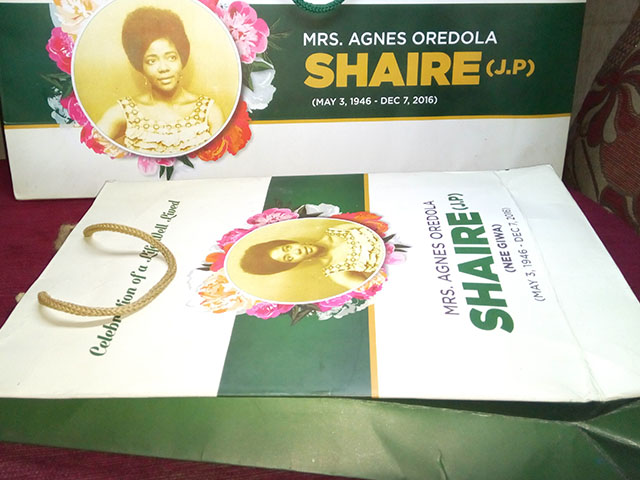 MRS. AGNES OREDOLA
SHAIRE (J.P)
(MAY 3, 1946 - DEC 7, 2016)
Celebration of a Life Well Lived
MRS. AGNES OREDOLA
SHAIRE (J.P)
(NEE GIWA)
(MAY 3, 1946 - DEC 7, 2016)